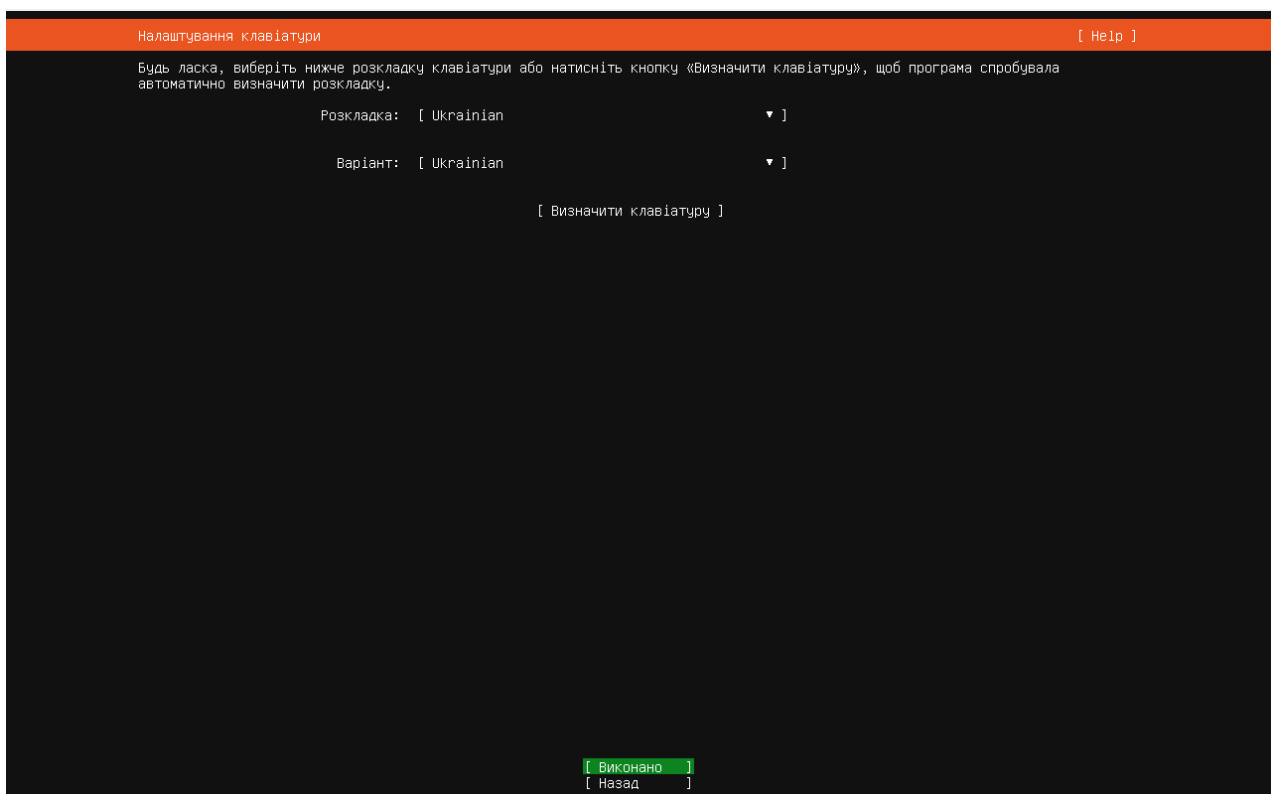 Налаштування клавіатури [ Help ]
Будь ласка, виберіть нижче розкладку клавіатури або натисніть кнопку «Визначити клавіатуру», щоб програма спробувала
автоматично визначити розкладку.
Розкладка: [ Ukrainian ▼ ]
Варіант: [ Ukrainian ▼ ]
[ Визначити клавіатуру ]
[ Виконано ]
[ Назад ]